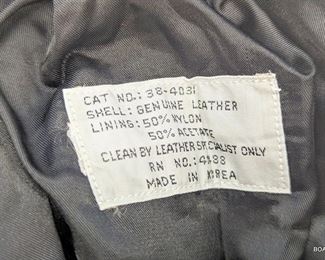 CAT NO.: 38-4031
SHELL: GENUINE LEATHER
LINING: 50% NYLON
50% ACETATE
CLEAN BY LEATHER SPECIALIST ONLY
RN NO.:
MADE IN KOREA
BOA